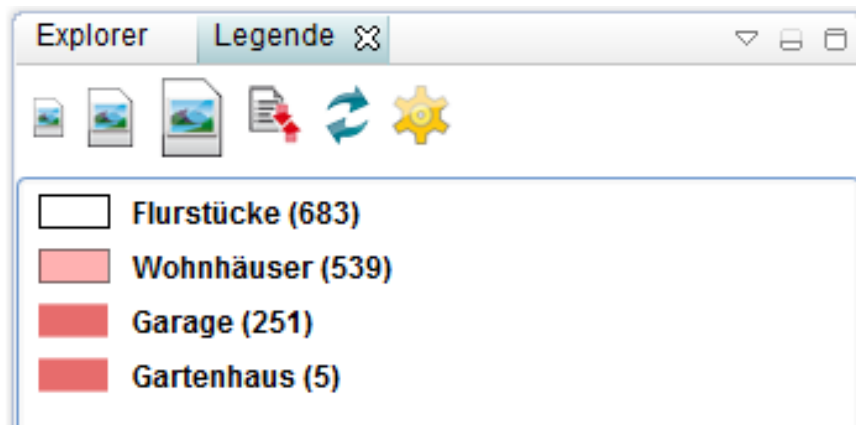 Explorer Legende
Flurstücke (683)
Wohnhäuser (539)
Garage (251)
Gartenhaus (5)